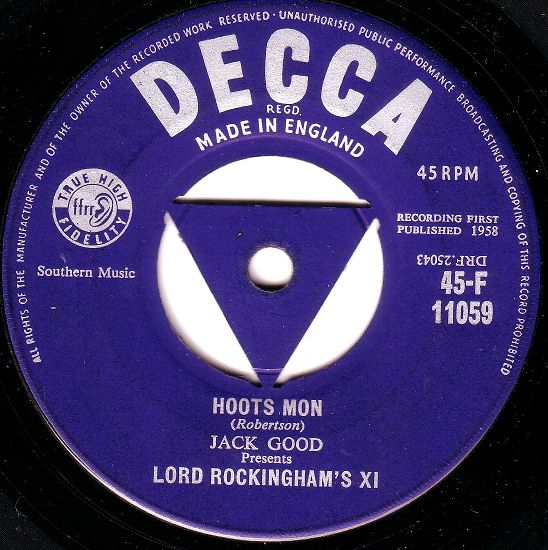 ALL RIGHTS OF THE MANUFACTURER AND OF THE OWNER OF THE RECORDED WORK RESERVED · UNAUTHORISED PUBLIC PERFORMANCE BROADCASTING AND COPYING OF THIS RECORD PROHIBITED
DECCA
REGD.
MADE IN ENGLAND
45 RPM
TRUE HIGH
ffrr
FIDELITY
RECORDING FIRST
PUBLISHED 1958
Southern Music
DRF.25043
45-F
11059
HOOTS MON
(Robertson)
JACK GOOD
Presents
LORD ROCKINGHAM'S XI